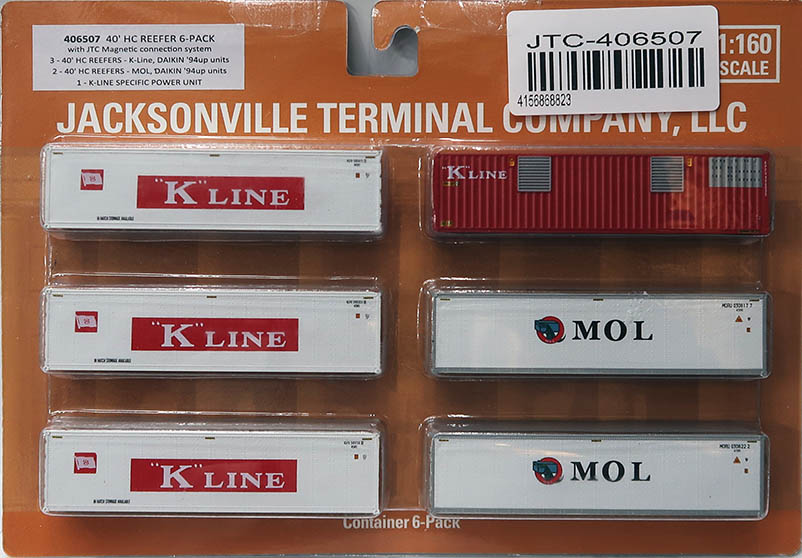 406507 40' HC REEFER 6-PACK
with JTC Magnetic connection system
3 - 40' HC REEFERS - K-Line, DAIKIN '94up units
2 - 40' HC REEFERS - MOL, DAIKIN '94up units
1 - K-LINE SPECIFIC POWER UNIT
JTC-406507
4156868823
1:160
SCALE
JACKSONVILLE TERMINAL COMPANY, LLC
"K" LINE
"K" LINE
"K" LINE
MOL
"K" LINE
MOL
Container 6-Pack